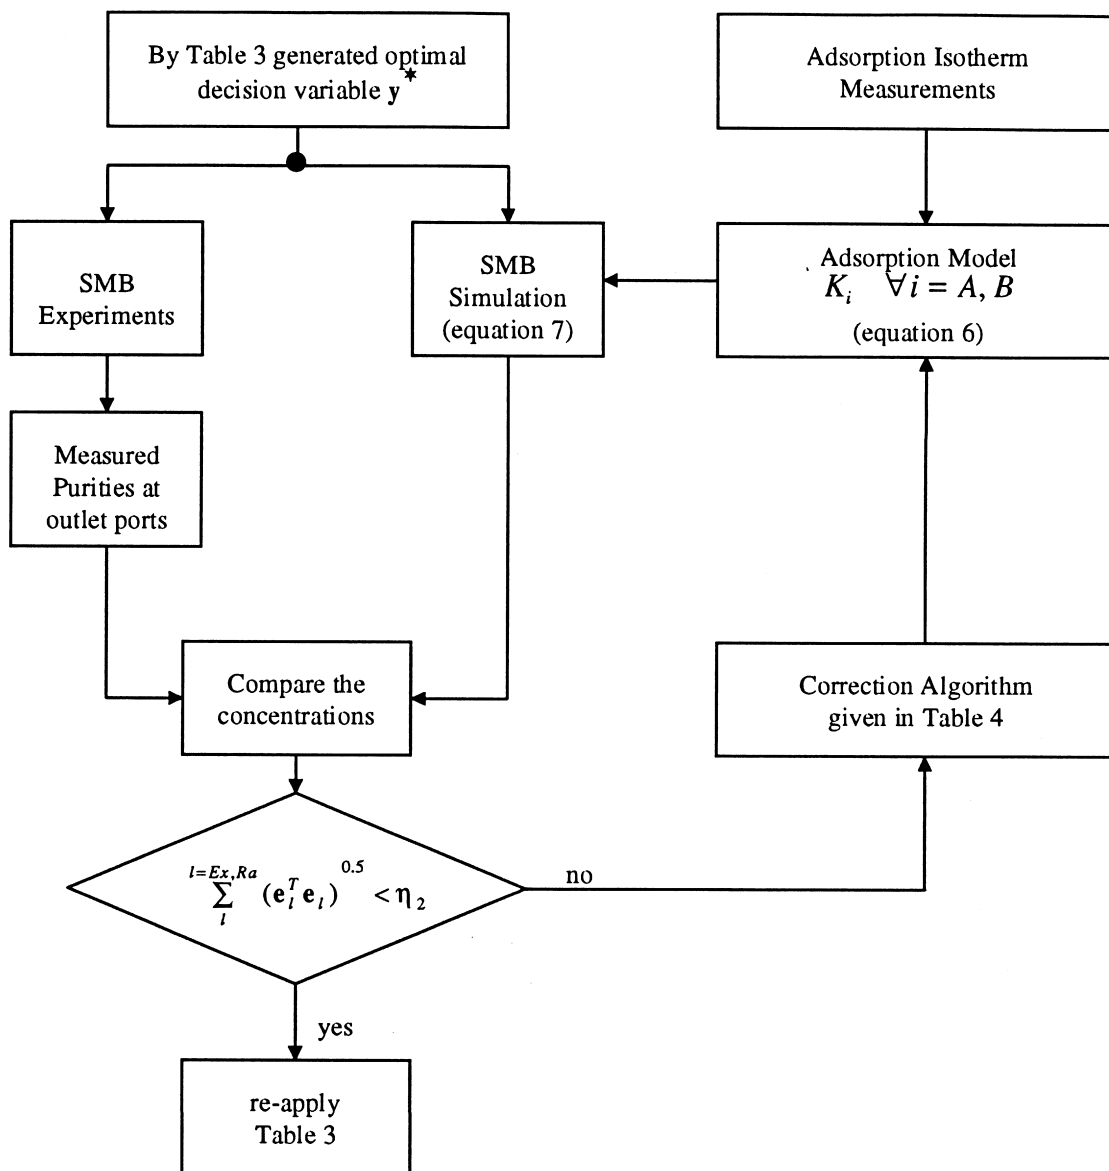 By Table 3 generated optimal
decision variable y*
Adsorption Isotherm
Measurements
SMB
Experiments
SMB
Simulation
(equation 7)
Adsorption Model
K_i ∀i = A, B
(equation 6)
Measured
Purities at
outlet ports
Compare the
concentrations
Correction Algorithm
given in Table 4
\sum_{l}^{l=Ex,Ra} (e_l^T e_l)^{0.5} < η_2
no
yes
re-apply
Table 3